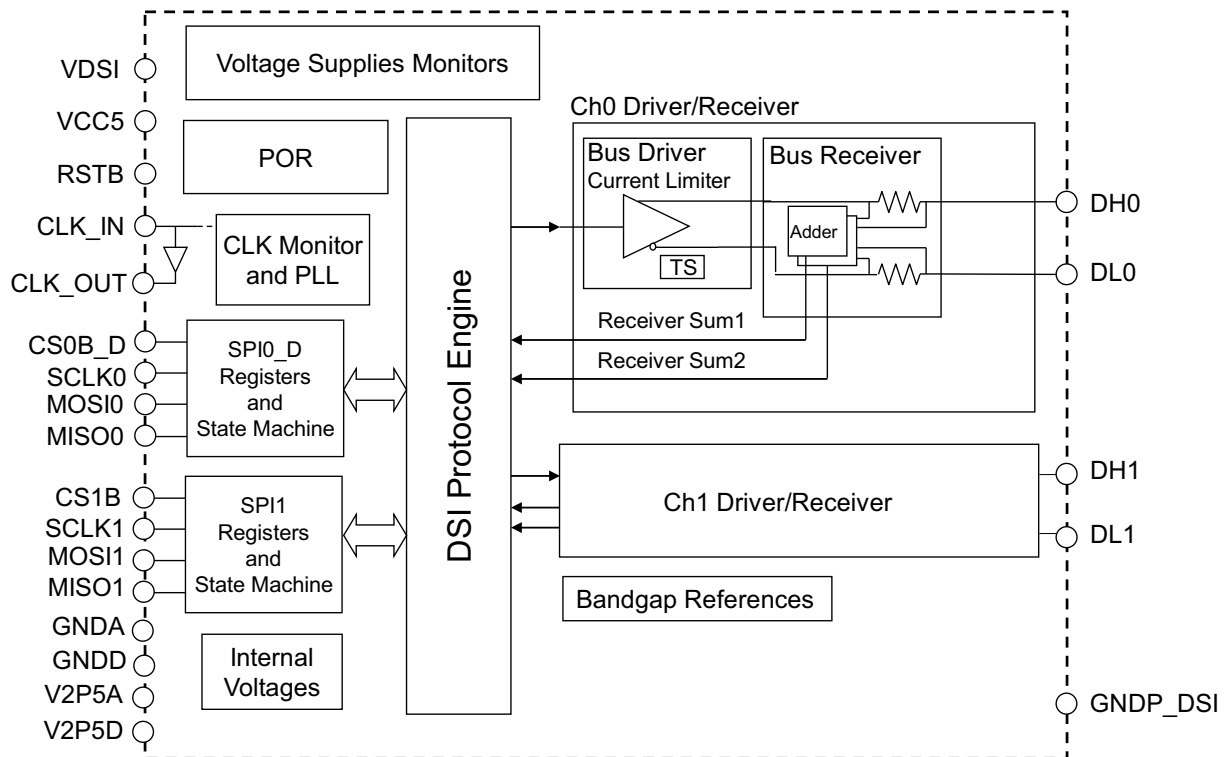 VDSI
VCC5
RSTB
CLK_IN
CLK_OUT
CS0B_D
SCLK0
MOSI0
MISO0
CS1B
SCLK1
MOSI1
MISO1
GNDA
GNDD
V2P5A
V2P5D
Voltage Supplies Monitors
POR
CLK Monitor
and PLL
SPI0_D
Registers
and
State Machine
SPI1
Registers
and
State Machine
Internal
Voltages
DSI Protocol Engine
Ch0 Driver/Receiver
Bus Driver
Current Limiter
TS
Bus Receiver
Adder
Receiver Sum1
Receiver Sum2
Ch1 Driver/Receiver
Bandgap References
DH0
DL0
DH1
DL1
GNDP_DSI